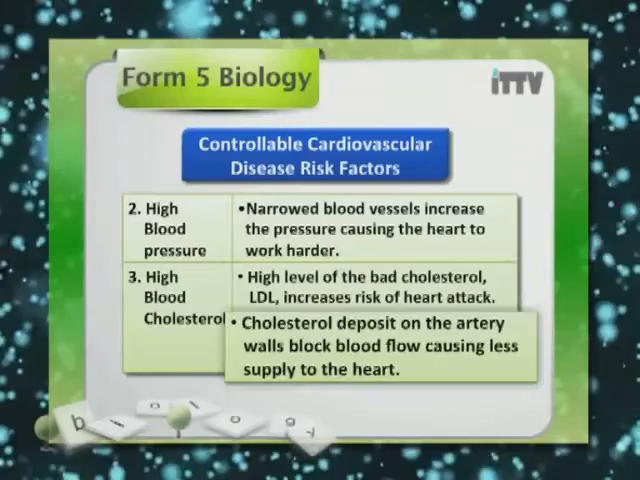 Form 5 Biology
iTTV
Controllable Cardiovascular
Disease Risk Factors
2. High
Blood
pressure
•Narrowed blood vessels increase
the pressure causing the heart to
work harder.
3. High
Blood
Cholesterol
• High level of the bad cholesterol,
LDL, increases risk of heart attack.
• Cholesterol deposit on the artery
walls block blood flow causing less
supply to the heart.
b i o l o g y